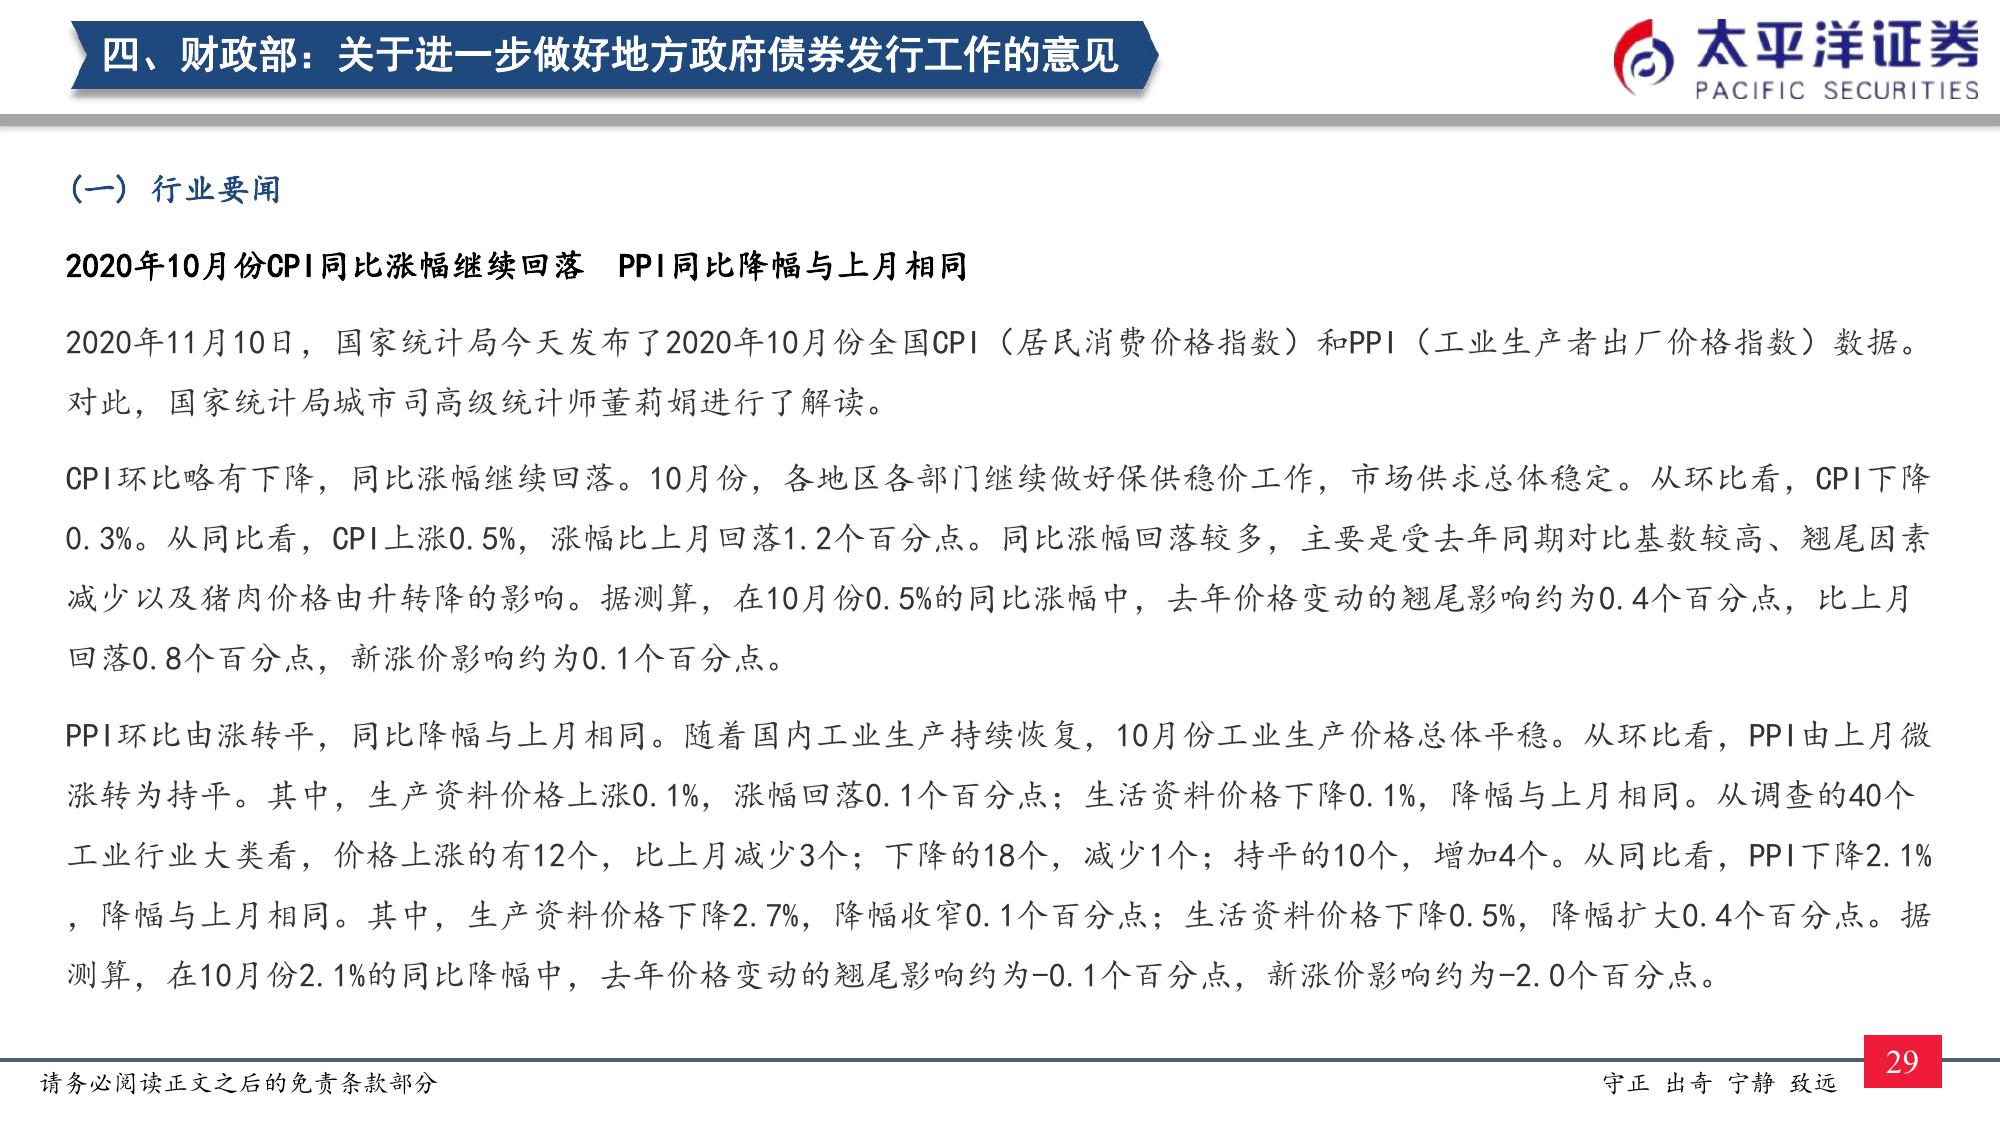 四、财政部：关于进一步做好地方政府债券发行工作的意见
太平洋证券
PACIFIC SECURITIES
(一) 行业要闻
2020年10月份CPI同比涨幅继续回落　PPI同比降幅与上月相同
2020年11月10日，国家统计局今天发布了2020年10月份全国CPI（居民消费价格指数）和PPI（工业生产者出厂价格指数）数据。
对此，国家统计局城市司高级统计师董莉娟进行了解读。
CPI环比略有下降，同比涨幅继续回落。10月份，各地区各部门继续做好保供稳价工作，市场供求总体稳定。从环比看，CPI下降
0.3%。从同比看，CPI上涨0.5%，涨幅比上月回落1.2个百分点。同比涨幅回落较多，主要是受去年同期对比基数较高、翘尾因素
减少以及猪肉价格由升转降的影响。据测算，在10月份0.5%的同比涨幅中，去年价格变动的翘尾影响约为0.4个百分点，比上月
回落0.8个百分点，新涨价影响约为0.1个百分点。
PPI环比由涨转平，同比降幅与上月相同。随着国内工业生产持续恢复，10月份工业生产价格总体平稳。从环比看，PPI由上月微
涨转为持平。其中，生产资料价格上涨0.1%，涨幅回落0.1个百分点；生活资料价格下降0.1%，降幅与上月相同。从调查的40个
工业行业大类看，价格上涨的有12个，比上月减少3个；下降的18个，减少1个；持平的10个，增加4个。从同比看，PPI下降2.1%
，降幅与上月相同。其中，生产资料价格下降2.7%，降幅收窄0.1个百分点；生活资料价格下降0.5%，降幅扩大0.4个百分点。据
测算，在10月份2.1%的同比降幅中，去年价格变动的翘尾影响约为-0.1个百分点，新涨价影响约为-2.0个百分点。
请务必阅读正文之后的免责条款部分
守正 出奇 宁静 致远
29